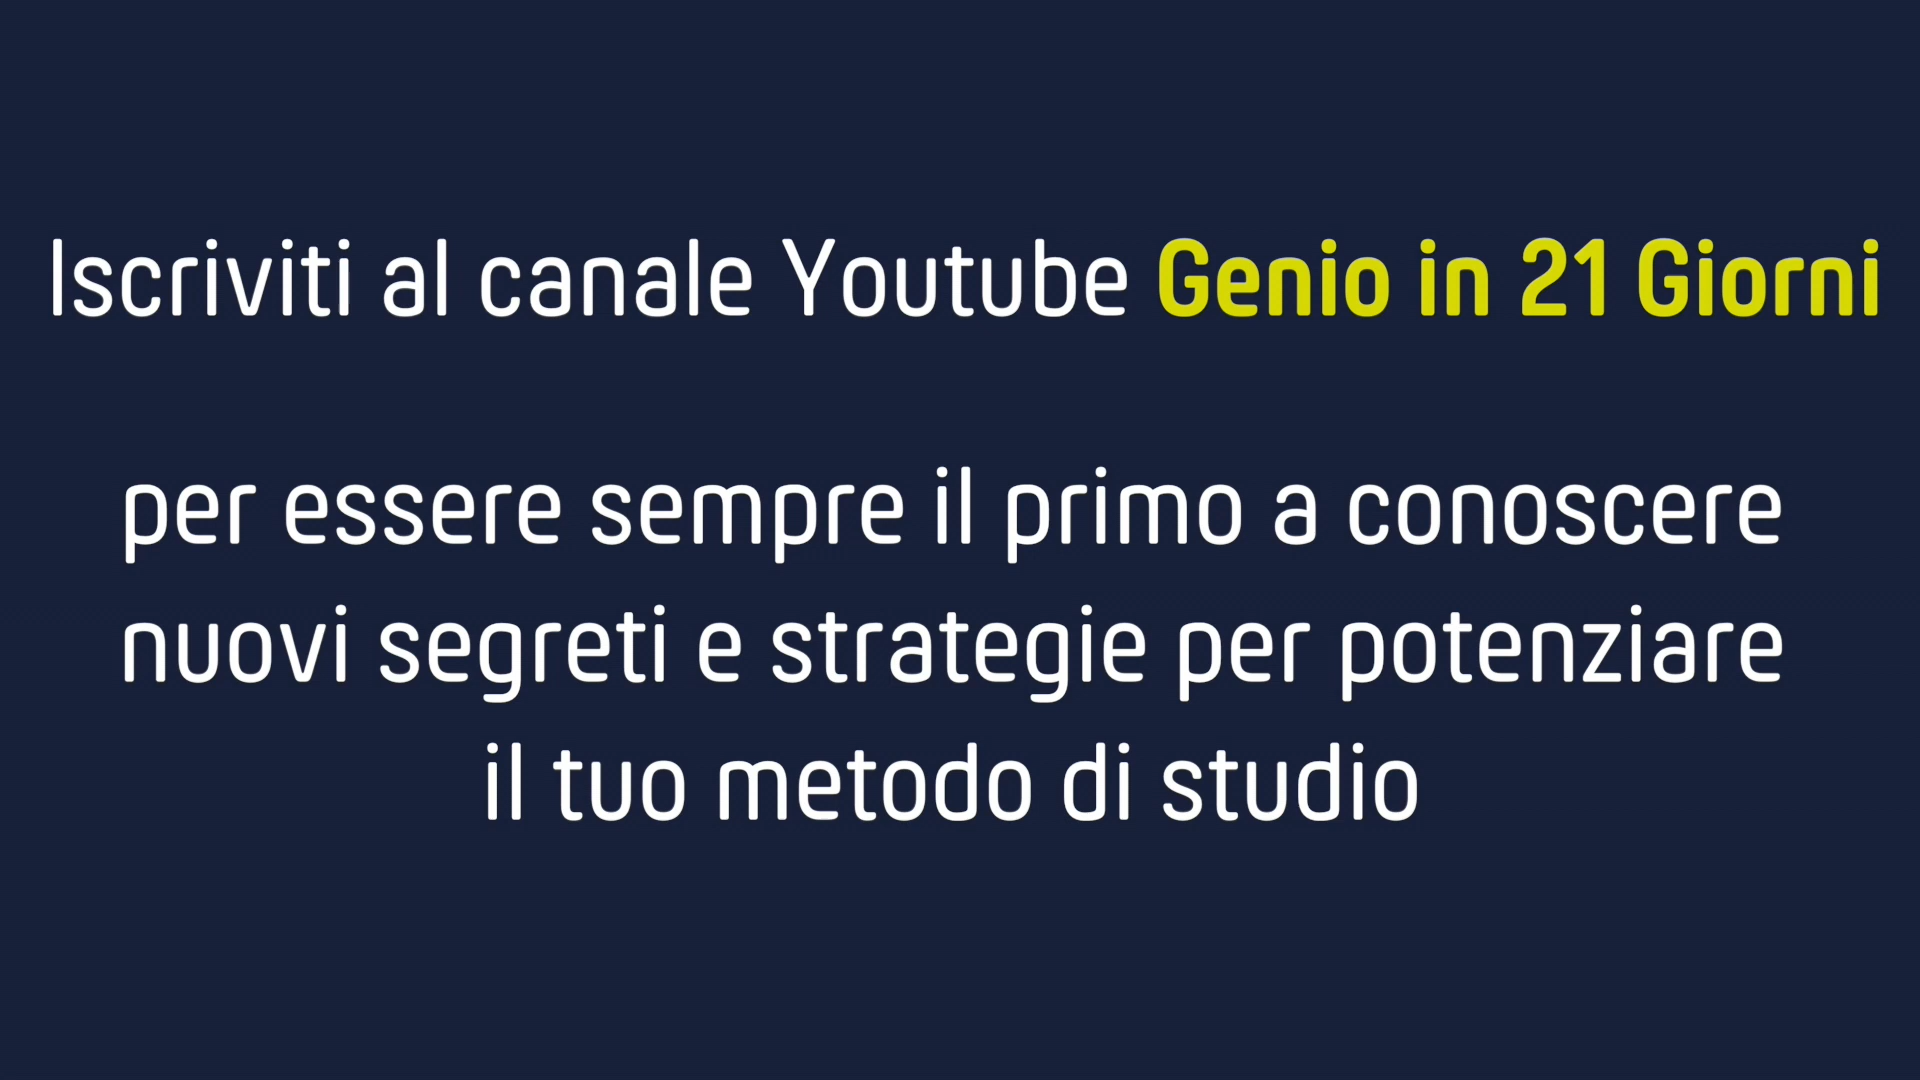 Iscriviti al canale Youtube Genio in 21 Giorni
per essere sempre il primo a conoscere
nuovi segreti e strategie per potenziare
il tuo metodo di studio